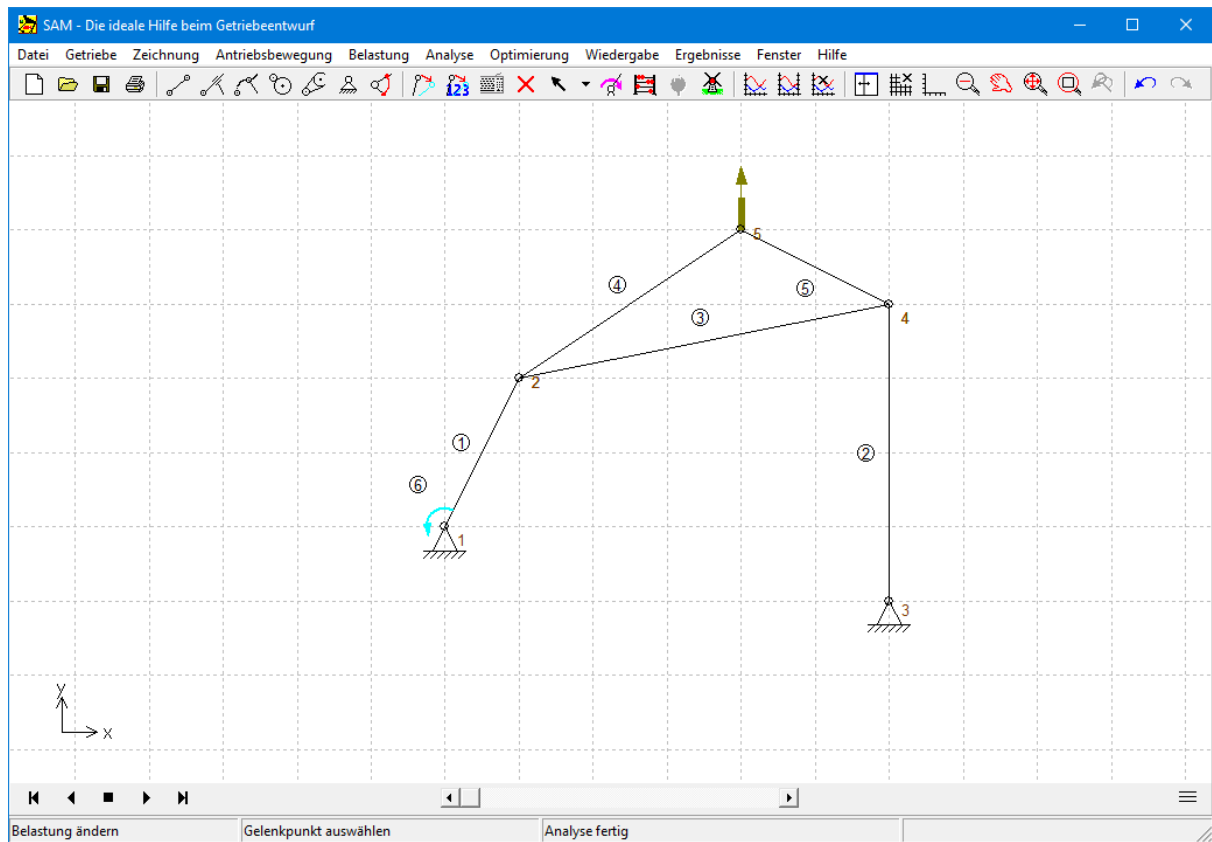 SAM - Die ideale Hilfe beim Getriebeentwurf
Datei Getriebe Zeichnung Antriebsbewegung Belastung Analyse Optimierung Wiedergabe Ergebnisse Fenster Hilfe
123
5
4
5
3
4
2
1
2
6
1
3
y
x
Belastung ändern Gelenkpunkt auswählen Analyse fertig